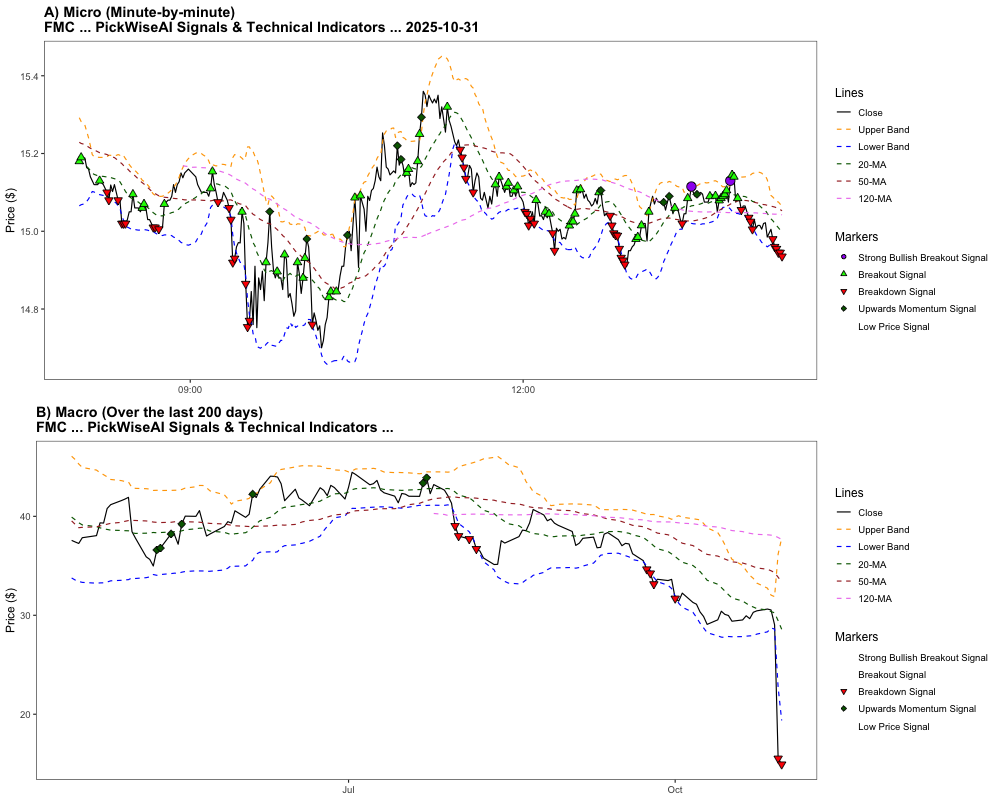 A) Micro (Minute-by-minute)
FMC ... PickWiseAI Signals & Technical Indicators ... 2025-10-31
Price ($)
15.4
15.2
15.0
14.8
09:00
12:00
Lines
Close
Upper Band
Lower Band
20-MA
50-MA
120-MA
Markers
Strong Bullish Breakout Signal
Breakout Signal
Breakdown Signal
Upwards Momentum Signal
Low Price Signal
B) Macro (Over the last 200 days)
FMC ... PickWiseAI Signals & Technical Indicators ...
Price ($)
40
30
20
Jul
Oct
Lines
Close
Upper Band
Lower Band
20-MA
50-MA
120-MA
Markers
Strong Bullish Breakout Signal
Breakout Signal
Breakdown Signal
Upwards Momentum Signal
Low Price Signal